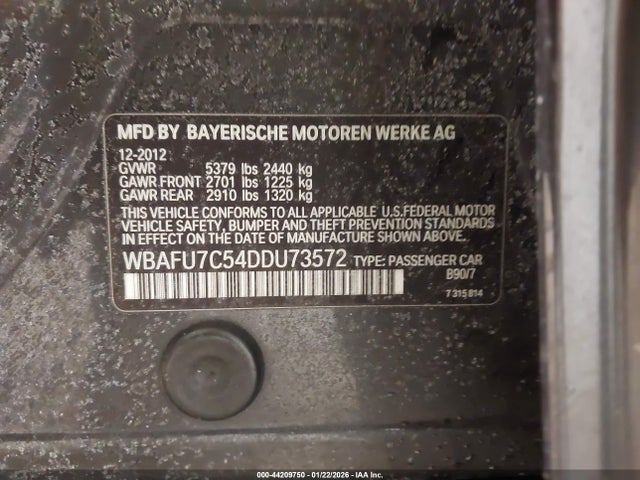 MFD BY BAYERISCHE MOTOREN WERKE AG
12-2012
GVWR 5379 lbs 2440 kg
GAWR FRONT 2701 lbs 1225 kg
GAWR REAR 2910 lbs 1320 kg
THIS VEHICLE CONFORMS TO ALL APPLICABLE U.S.FEDERAL MOTOR
VEHICLE SAFETY, BUMPER AND THEFT PREVENTION STANDARDS
IN EFFECT ON THE DATE OF MANUFACTURE SHOWN ABOVE.
WBAFU7C54DDU73572 TYPE: PASSENGER CAR
B90/7
7315814
000-44209750 - 01/22/2026 - IAA Inc.